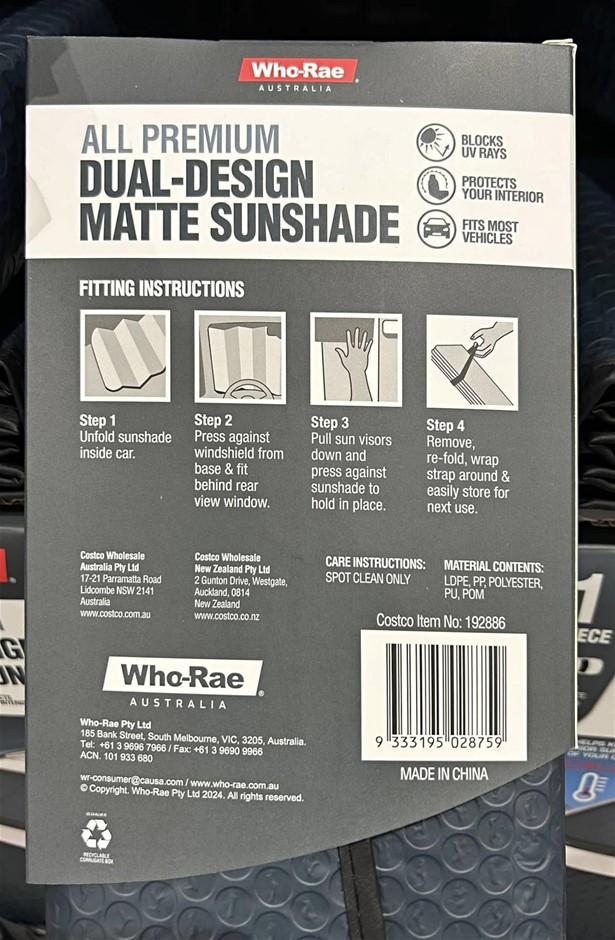 Who-Rae
AUSTRALIA
ALL PREMIUM
DUAL-DESIGN
MATTE SUNSHADE
BLOCKS
UV RAYS
PROTECTS
YOUR INTERIOR
FITS MOST
VEHICLES
FITTING INSTRUCTIONS
Step 1
Unfold sunshade
inside car.
Step 2
Press against
windshield from
base & fit
behind rear
view window.
Step 3
Pull sun visors
down and
press against
sunshade to
hold in place.
Step 4
Remove,
re-fold, wrap
strap around &
easily store for
next use.
Costco Wholesale
Australia Pty Ltd
17-21 Parramatta Road
Lidcombe NSW 2141
Australia
www.costco.com.au
Costco Wholesale
New Zealand Pty Ltd
2 Gunton Drive, Westgate,
Auckland, 0814
New Zealand
www.costco.co.nz
CARE INSTRUCTIONS:
SPOT CLEAN ONLY
MATERIAL CONTENTS:
LDPE, PP, POLYESTER,
PU, POM
Costco Item No: 192886
9 333195 028759
MADE IN CHINA
Who-Rae®
AUSTRALIA
Who-Rae Pty Ltd
185 Bank Street, South Melbourne, VIC, 3205, Australia.
Tel: +61 3 9696 7966 / Fax: +61 3 9690 9966
ACN. 101 933 680
wr-consumer@causa.com / www.who-rae.com.au
© Copyright. Who-Rae Pty Ltd 2024. All rights reserved.
RECYCLABLE
CORRUGATE BOX
1
ECE